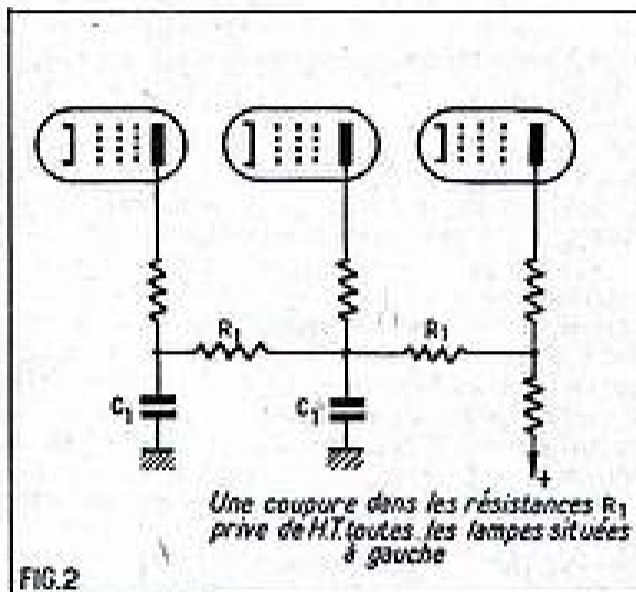 R₁
R₁
C₁
C₁
+
Une coupure dans les résistances R₁
prive de H.T. toutes les lampes situées
à gauche
FIG.2